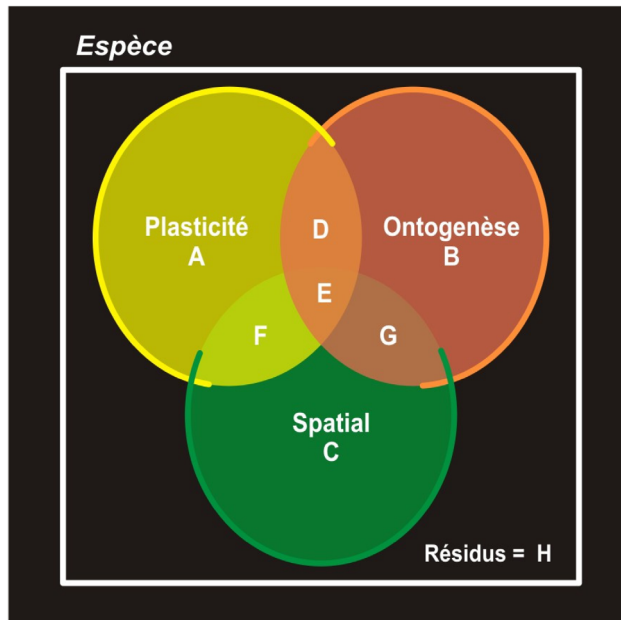 Espèce
Plasticité
A
D
Ontogenèse
B
E
F
G
Spatial
C
Résidus = H